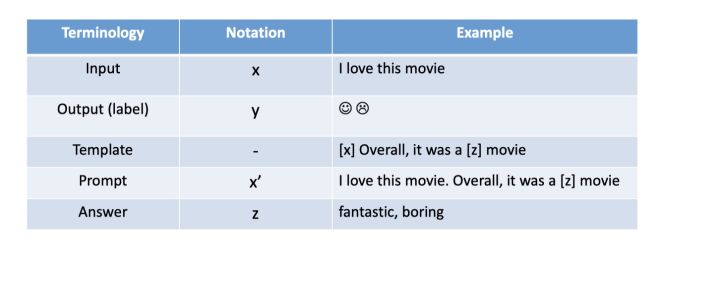 Terminology Notation Example
Input x I love this movie
Output (label) y ☺ ☹
Template - [x] Overall, it was a [z] movie
Prompt x′ I love this movie. Overall, it was a [z] movie
Answer z fantastic, boring